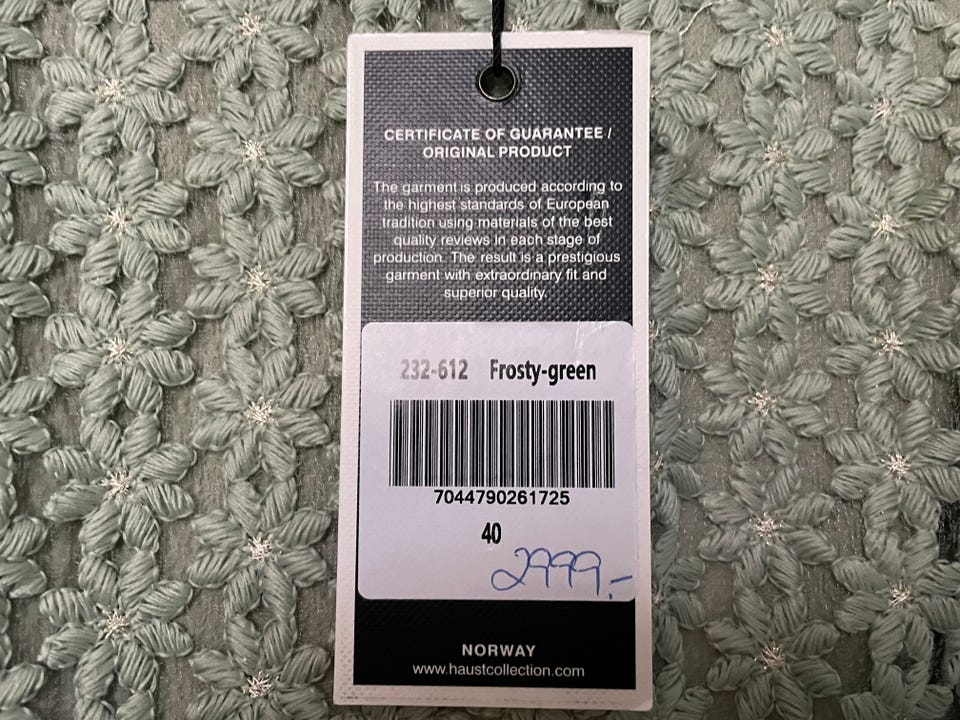 CERTIFICATE OF GUARANTEE /
ORIGINAL PRODUCT
The garment is produced according to
the highest standards of European
tradition using materials of the best
quality reviews in each stage of
production. The result is a prestigious
garment with extraordinary fit and
superior quality.
232-612 Frosty-green
7044790261725
40
2999,-
NORWAY
www.haustcollection.com